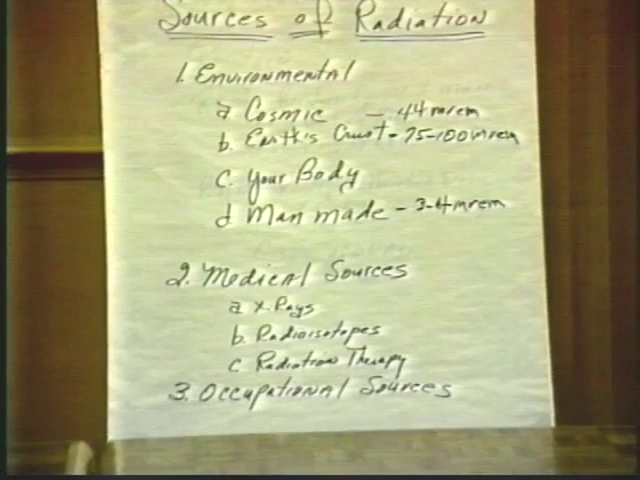 Sources of Radiation
1. Environmental
a Cosmic – 44 mrem
b. Earth's Crust – 75-100 mrem
c. Your Body
d Man made – 3-4 mrem
2. Medical Sources
a X-Rays
b. Radioisotopes
c Radiation Therapy
3. Occupational Sources